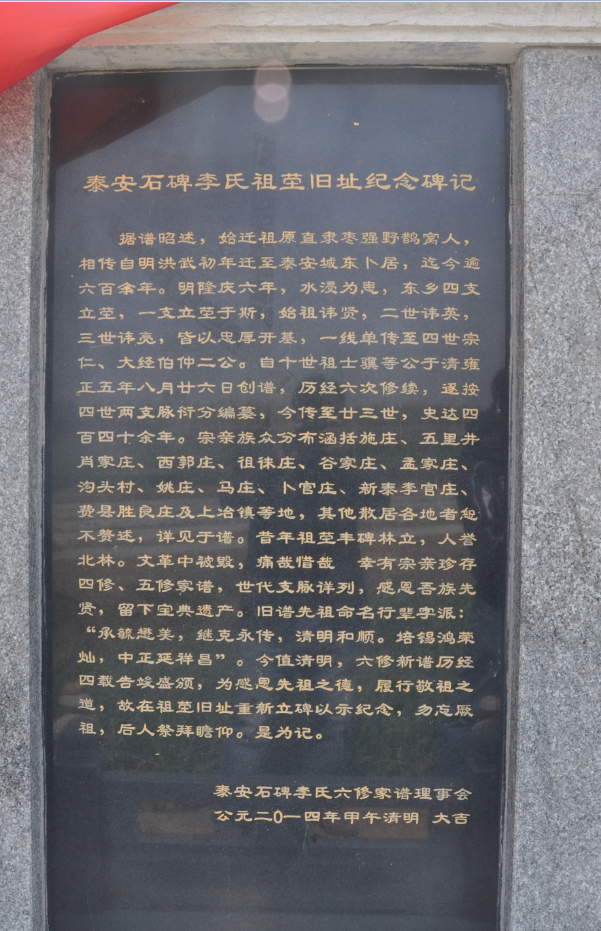 泰安石碑李氏祖茔旧址纪念碑记
据谱昭述，始迁祖原直隶枣强野鹊窝人，
相传自明洪武初年迁至泰安城东卜居，迄今逾
六百余年。明隆庆六年，水浸为患，东乡四支
立茔，一支立茔于斯，始祖讳贤，二世讳英，
三世讳亮，皆以忠厚开基，一线单传至四世宗
仁、大经伯仲二公。自十世祖士骥等公于清雍
正五年八月廿六日创谱，历经六次修续，逐按
四世两支脉衍分编纂，今传至廿三世，史达四
百四十余年。宗亲族众分布涵括施庄、五里井
肖家庄、西郭庄、徂徕庄、谷家庄、孟家庄、
沟头村、姚庄、马庄、卜官庄、新泰李官庄、
费县胜良庄及上冶镇等地，其他散居各地者恕
不赘述，详见于谱。昔年祖茔丰碑林立，人誉
北林。文革中被毁，痛哉惜哉 幸有宗亲珍存
四修、五修家谱，世代支脉详列，感恩吾族先
贤，留下宝典遗产。旧谱先祖命名行辈字派：
“承毓懋美，继克永传，清明和顺。培锡鸿荣
灿，中正延祥昌”。今值清明，六修新谱历经
四载告竣盛颁，为感恩先祖之德，履行敬祖之
道，故在祖茔旧址重新立碑以示纪念，勿忘厥
祖，后人祭拜瞻仰。是为记。
泰安石碑李氏六修家谱理事会
公元二0一四年甲午清明 大吉